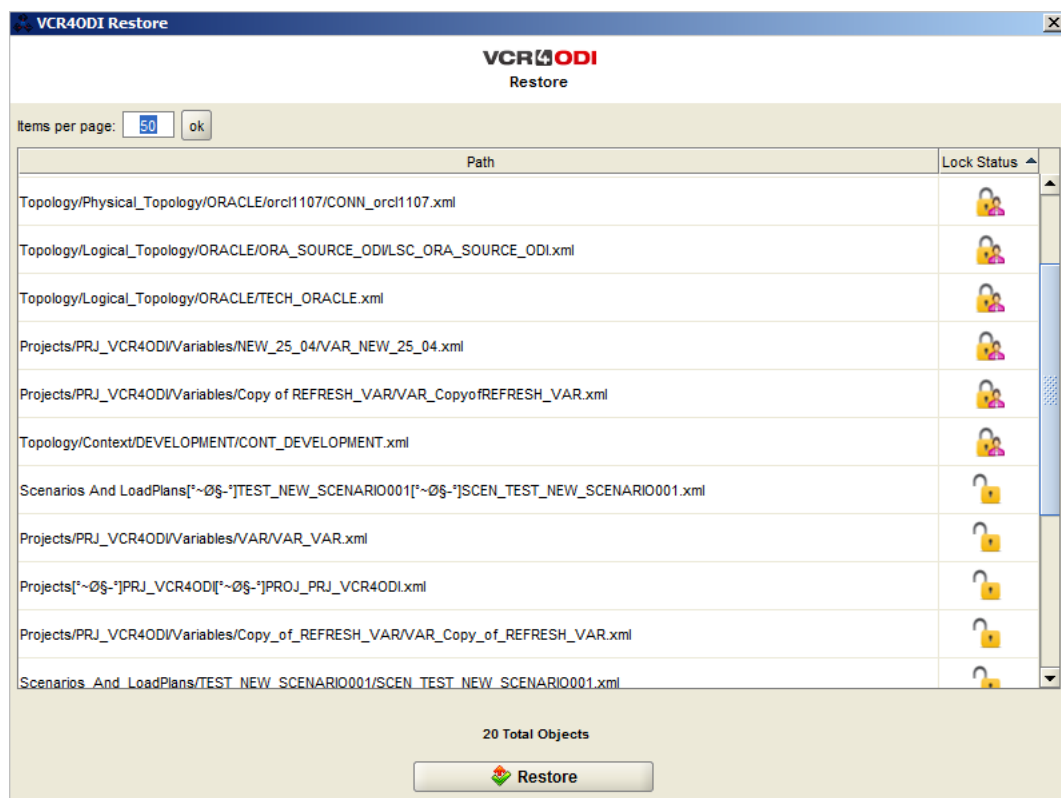 VCR4ODI Restore
VCR4ODI
Restore
Items per page: 50 ok
Path Lock Status
Topology/Physical_Topology/ORACLE/orcl1107/CONN_orcl1107.xml
Topology/Logical_Topology/ORACLE/ORA_SOURCE_ODI/LSC_ORA_SOURCE_ODI.xml
Topology/Logical_Topology/ORACLE/TECH_ORACLE.xml
Projects/PRJ_VCR4ODI/Variables/NEW_25_04/VAR_NEW_25_04.xml
Projects/PRJ_VCR4ODI/Variables/Copy of REFRESH_VAR/VAR_CopyofREFRESH_VAR.xml
Topology/Context/DEVELOPMENT/CONT_DEVELOPMENT.xml
Scenarios And LoadPlans[°~Ø§-°]TEST_NEW_SCENARIO001[°~Ø§-°]SCEN_TEST_NEW_SCENARIO001.xml
Projects/PRJ_VCR4ODI/Variables/VAR/VAR_VAR.xml
Projects[°~Ø§-°]PRJ_VCR4ODI[°~Ø§-°]PROJ_PRJ_VCR4ODI.xml
Projects/PRJ_VCR4ODI/Variables/Copy_of_REFRESH_VAR/VAR_Copy_of_REFRESH_VAR.xml
Scenarios_And_LoadPlans/TEST_NEW_SCENARIO001/SCEN_TEST_NEW_SCENARIO001.xml
20 Total Objects
Restore